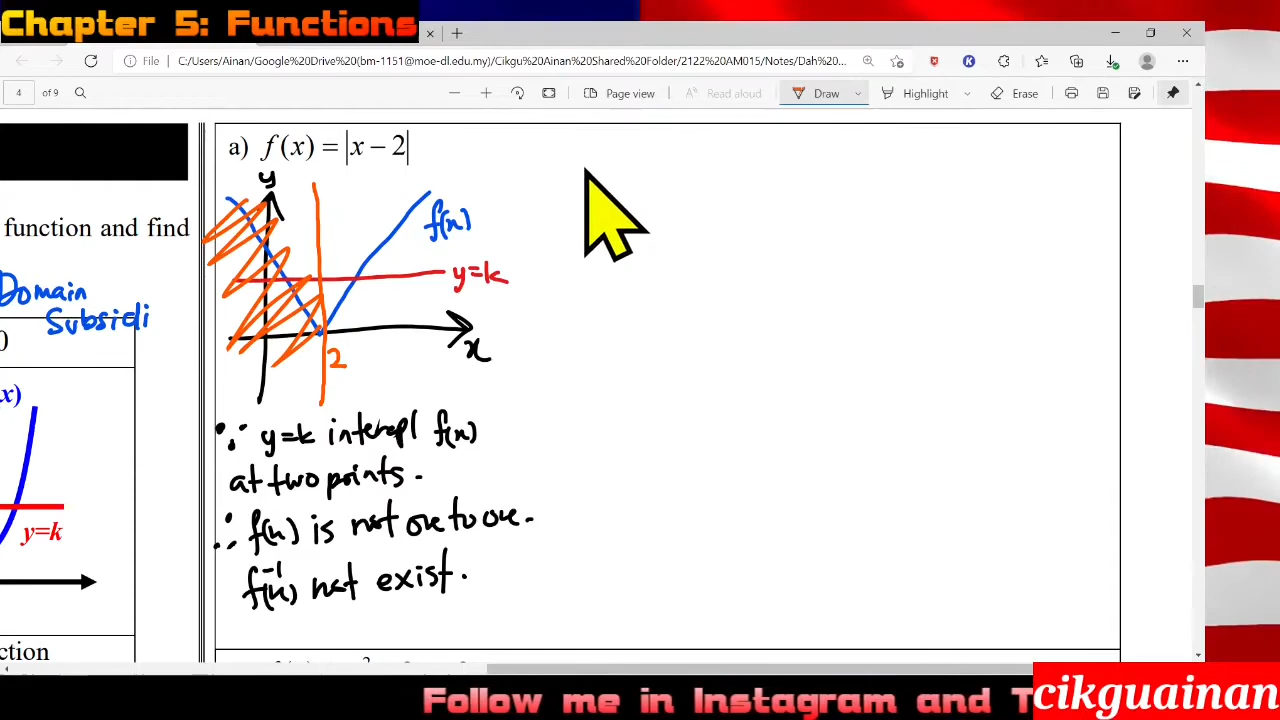 Chapter 5: Functions
File
C:/Users/Ainan/Google%20Drive%20(bm-1151@moe-dl.edu.my)/Cikgu%20Ainan%20Shared%20Folder/2122%20AM015/Notes/Dah%20...
4 of 9
Page view
Read aloud
Draw
Highlight
Erase
function and find
Domain
Subsidi
0
x)
y=k
ction
a) f(x) = |x − 2|
y
f(x)
y=k
x
2
∵ y=k intercept f(x)
at two points.
∴ f(x) is not one to one.
f⁻¹(x) not exist.
Follow me in Instagram and T
cikguainan